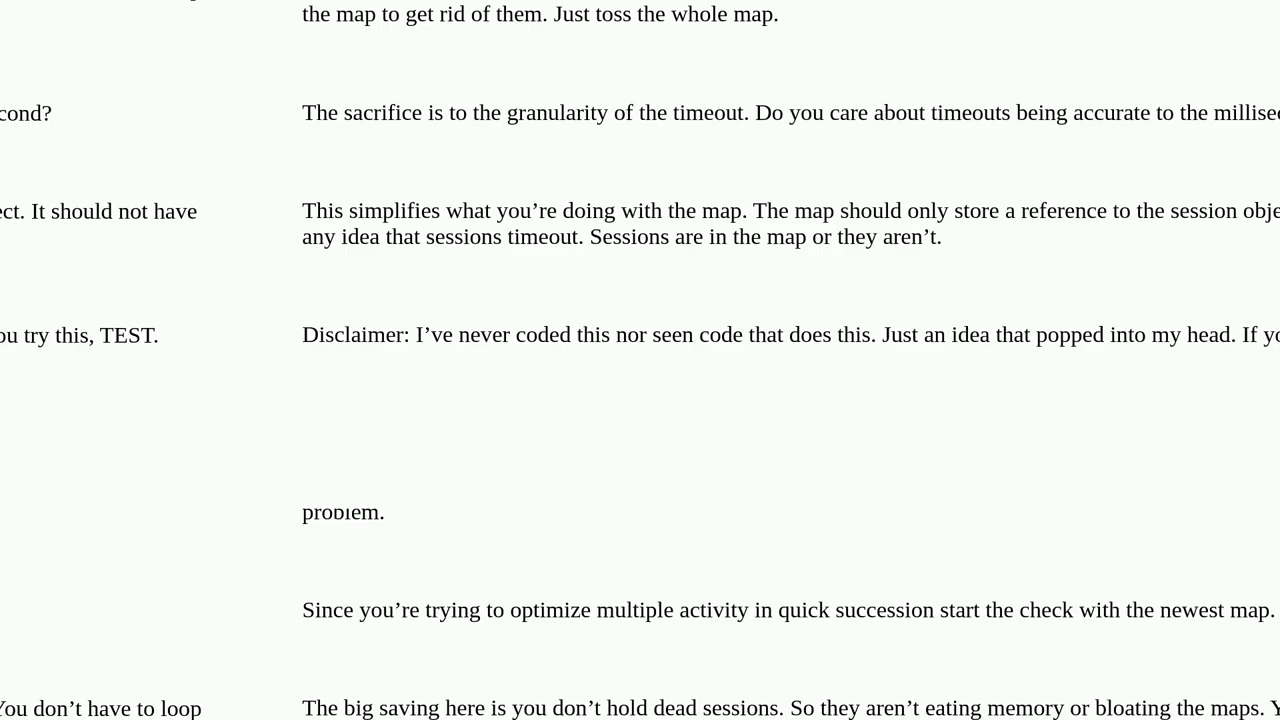 the map to get rid of them. Just toss the whole map.
cond?
The sacrifice is to the granularity of the timeout. Do you care about timeouts being accurate to the millisec
ect. It should not have
This simplifies what you’re doing with the map. The map should only store a reference to the session obje
any idea that sessions timeout. Sessions are in the map or they aren’t.
ou try this, TEST.
Disclaimer: I’ve never coded this nor seen code that does this. Just an idea that popped into my head. If yo
problem.
Since you’re trying to optimize multiple activity in quick succession start the check with the newest map.
You don’t have to loop
The big saving here is you don’t hold dead sessions. So they aren’t eating memory or bloating the maps. Y